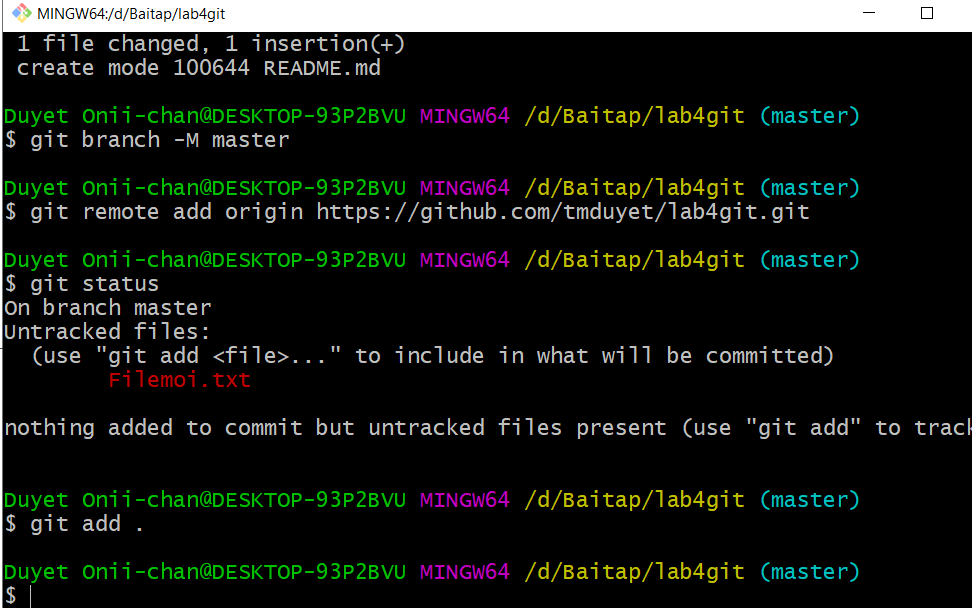 MINGW64:/d/Baitap/lab4git
1 file changed, 1 insertion(+)
create mode 100644 README.md
Duyet Onii-chan@DESKTOP-93P2BVU MINGW64 /d/Baitap/lab4git (master)
$ git branch -M master
Duyet Onii-chan@DESKTOP-93P2BVU MINGW64 /d/Baitap/lab4git (master)
$ git remote add origin https://github.com/tmduyet/lab4git.git
Duyet Onii-chan@DESKTOP-93P2BVU MINGW64 /d/Baitap/lab4git (master)
$ git status
On branch master
Untracked files:
(use "git add <file>..." to include in what will be committed)
Filemoi.txt
nothing added to commit but untracked files present (use "git add" to track
Duyet Onii-chan@DESKTOP-93P2BVU MINGW64 /d/Baitap/lab4git (master)
$ git add .
Duyet Onii-chan@DESKTOP-93P2BVU MINGW64 /d/Baitap/lab4git (master)
$